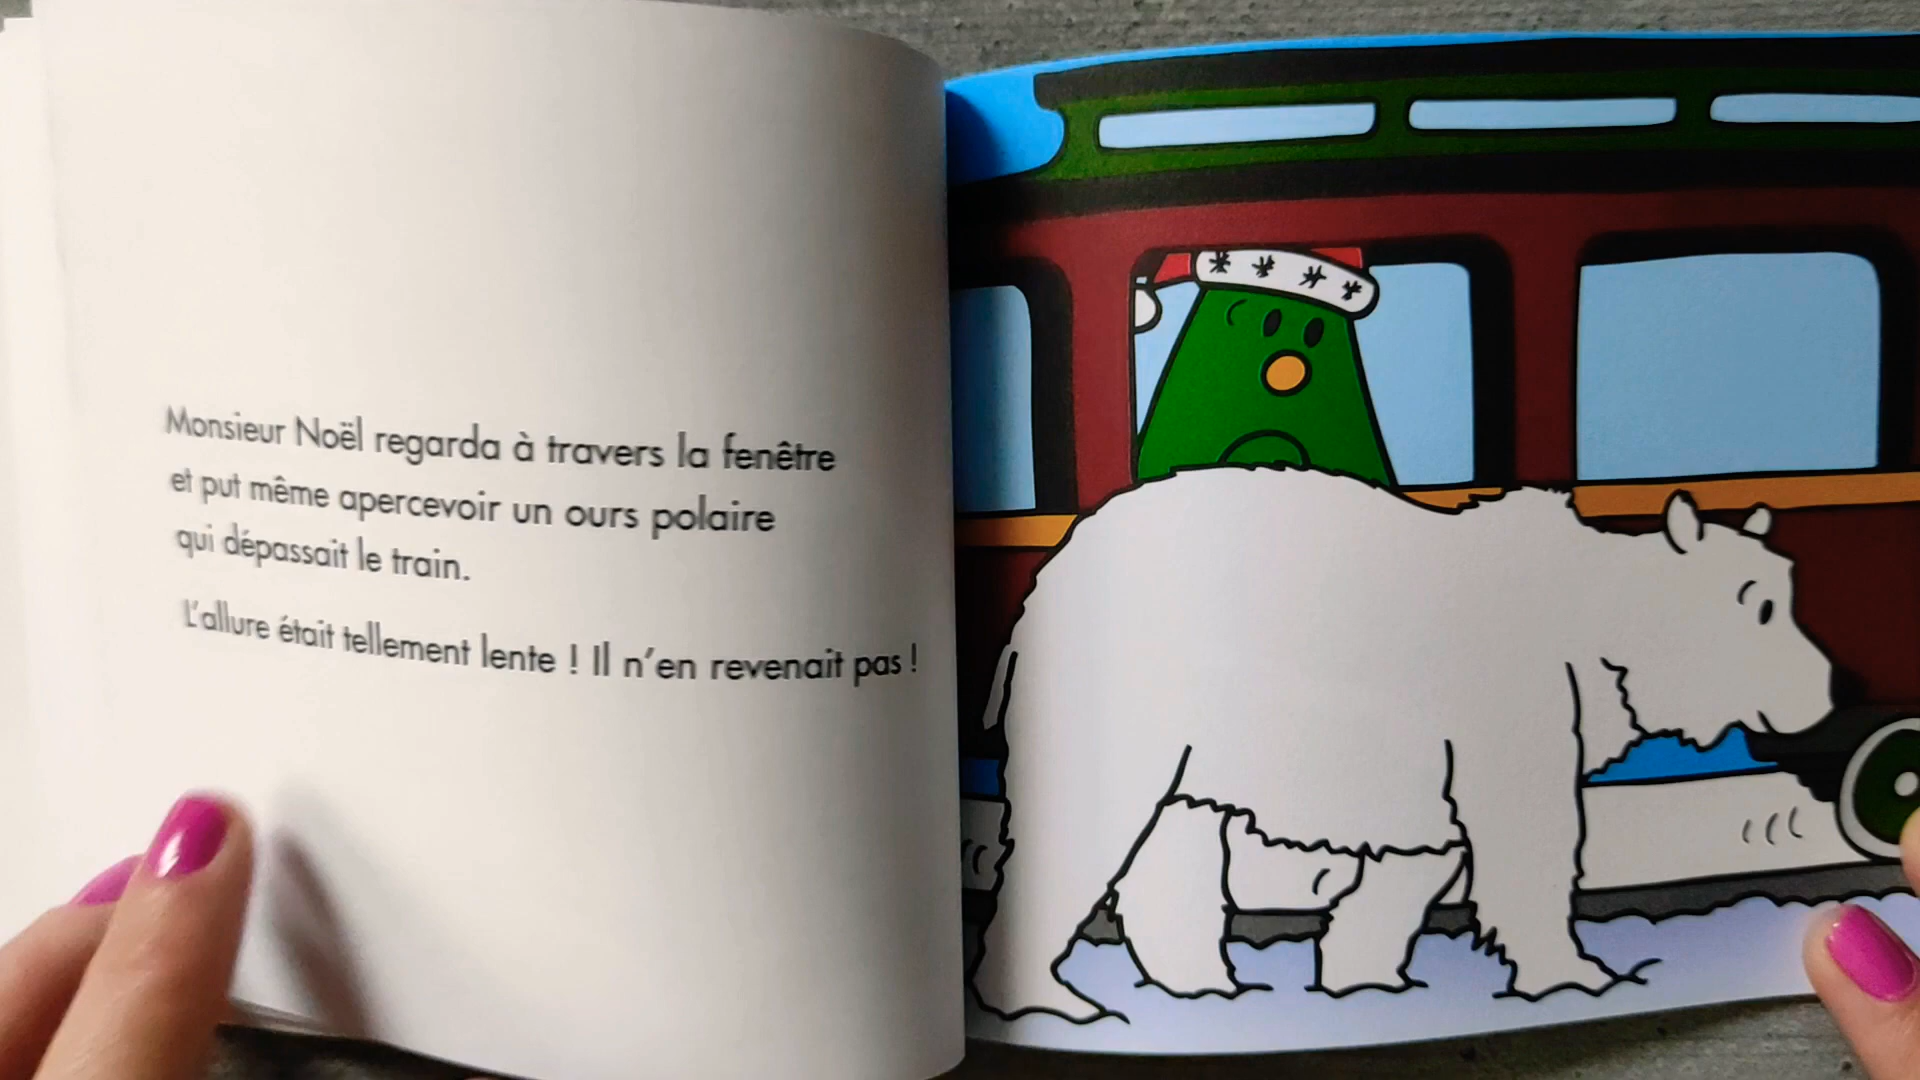 Monsieur Noël regarda à travers la fenêtre
et put même apercevoir un ours polaire
qui dépassait le train.
L'allure était tellement lente ! Il n'en revenait pas !